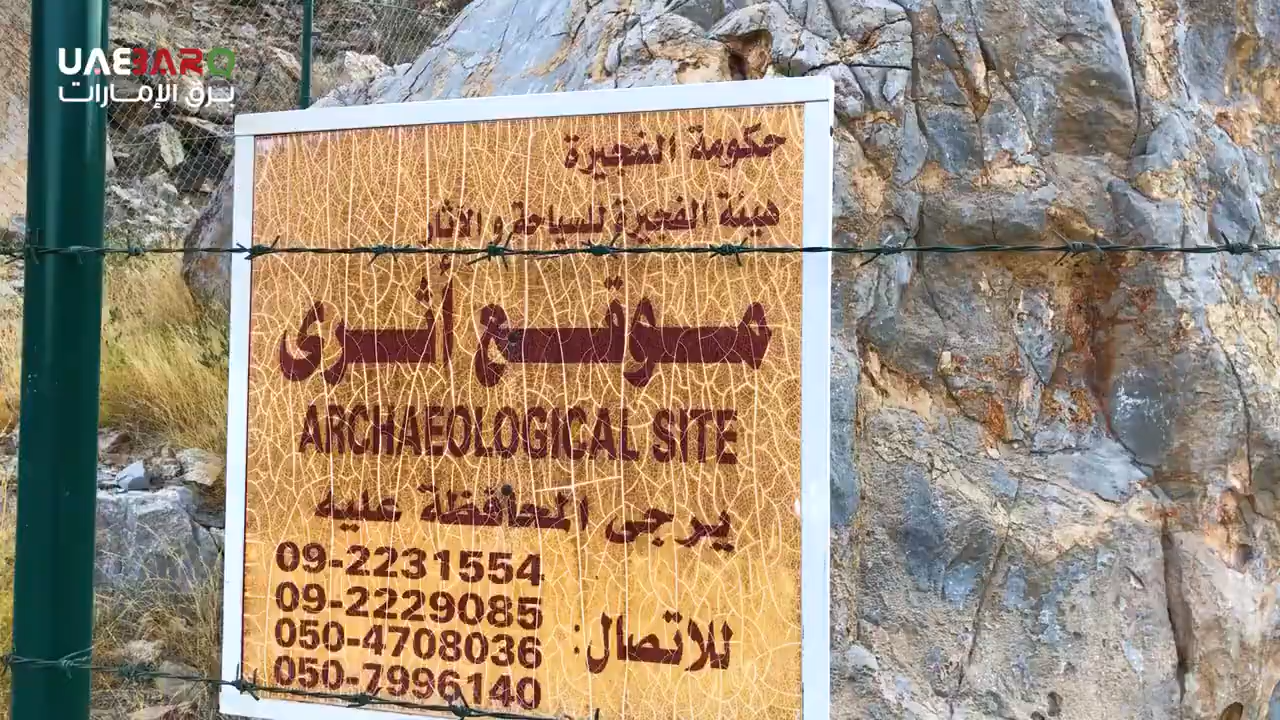 UAEBARQ
برق الإمارات
حكومة الفجيرة
هيئة الفجيرة للسياحة و الآثار
موقع أثرى
ARCHAEOLOGICAL SITE
يرجى المحافظة عليه
09-2231554
09-2229085
للاتصال:
050-4708036
050-7996140